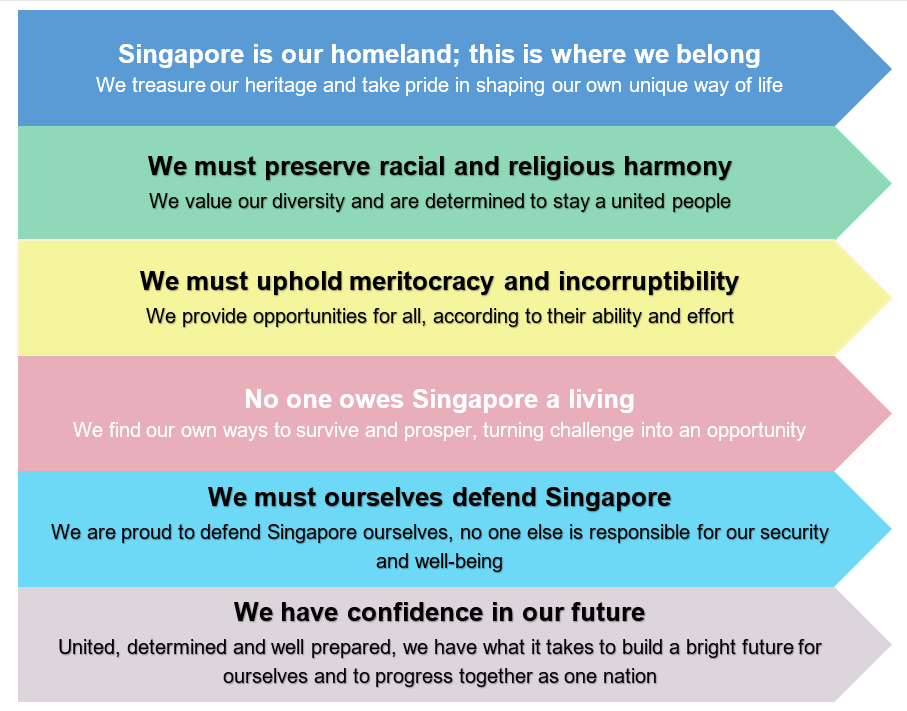 Singapore is our homeland; this is where we belong
We treasure our heritage and take pride in shaping our own unique way of life
We must preserve racial and religious harmony
We value our diversity and are determined to stay a united people
We must uphold meritocracy and incorruptibility
We provide opportunities for all, according to their ability and effort
No one owes Singapore a living
We find our own ways to survive and prosper, turning challenge into an opportunity
We must ourselves defend Singapore
We are proud to defend Singapore ourselves, no one else is responsible for our security
and well-being
We have confidence in our future
United, determined and well prepared, we have what it takes to build a bright future for
ourselves and to progress together as one nation